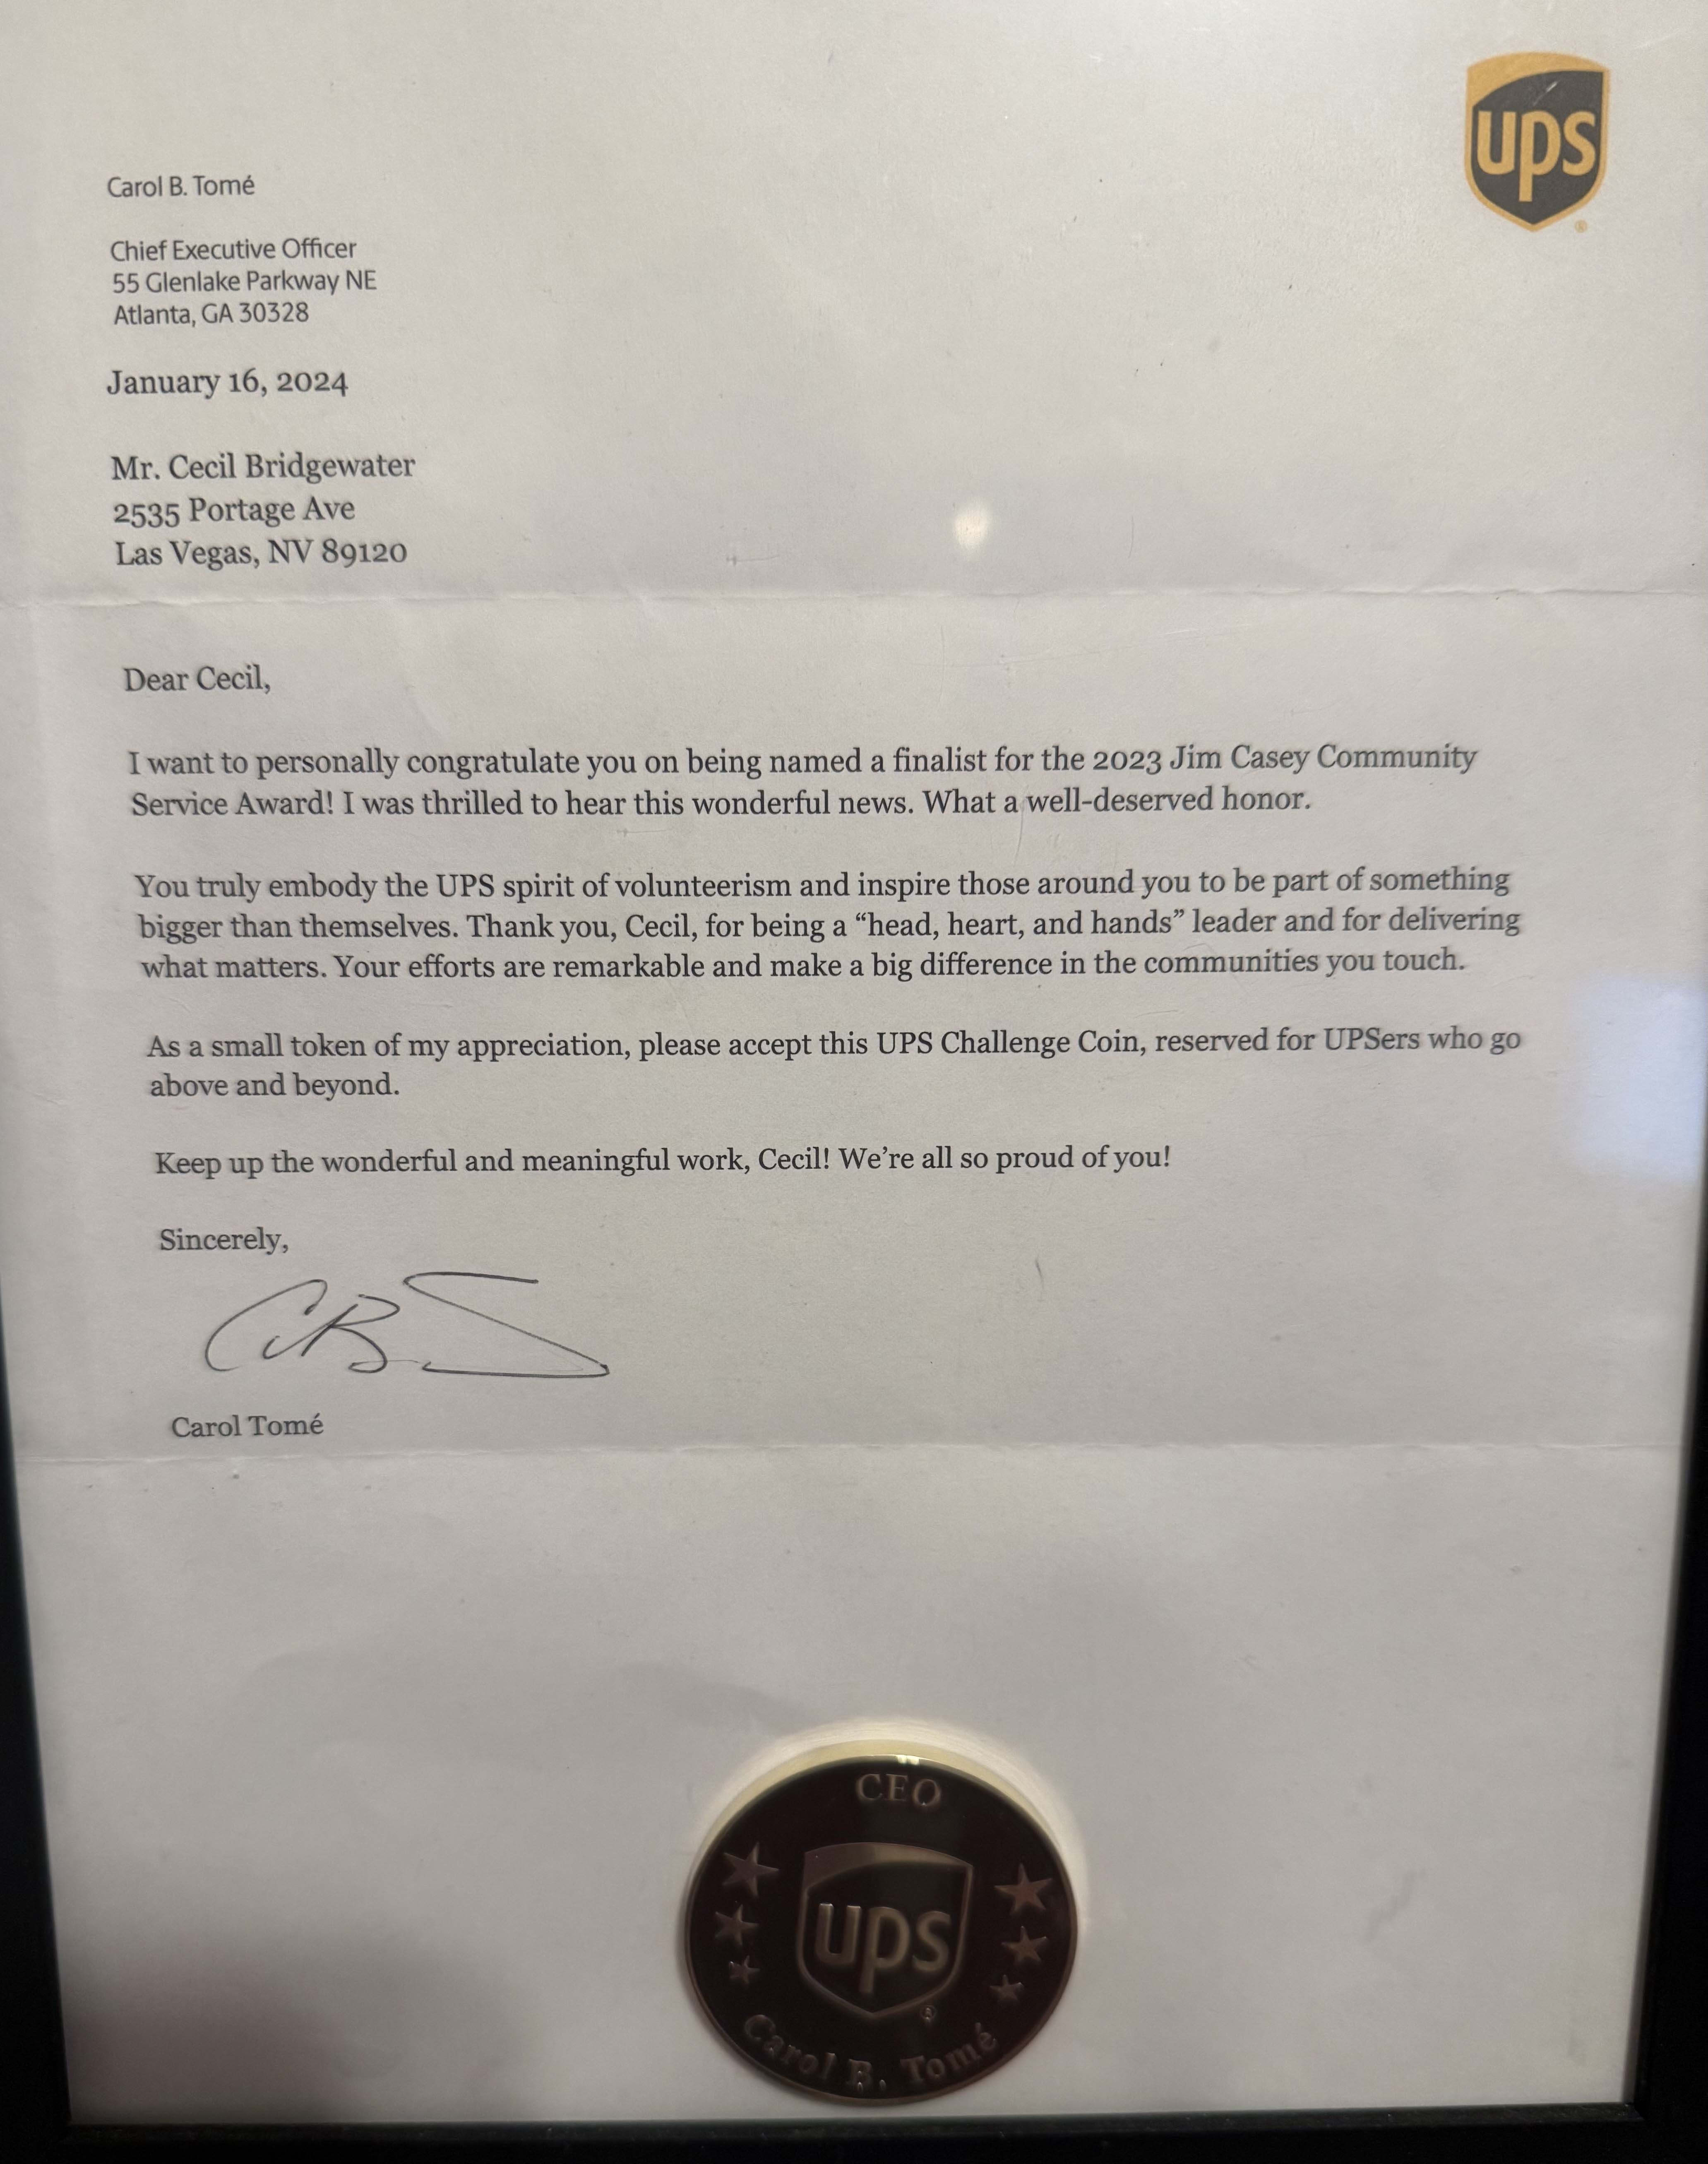 ups
®
Carol B. Tomé
Chief Executive Officer
55 Glenlake Parkway NE
Atlanta, GA 30328
January 16, 2024
Mr. Cecil Bridgewater
2535 Portage Ave
Las Vegas, NV 89120
Dear Cecil,
I want to personally congratulate you on being named a finalist for the 2023 Jim Casey Community
Service Award! I was thrilled to hear this wonderful news. What a well-deserved honor.
You truly embody the UPS spirit of volunteerism and inspire those around you to be part of something
bigger than themselves. Thank you, Cecil, for being a “head, heart, and hands” leader and for delivering
what matters. Your efforts are remarkable and make a big difference in the communities you touch.
As a small token of my appreciation, please accept this UPS Challenge Coin, reserved for UPSers who go
above and beyond.
Keep up the wonderful and meaningful work, Cecil! We’re all so proud of you!
Sincerely,
CBT
Carol Tomé
CEO
ups
®
Carol B. Tomé